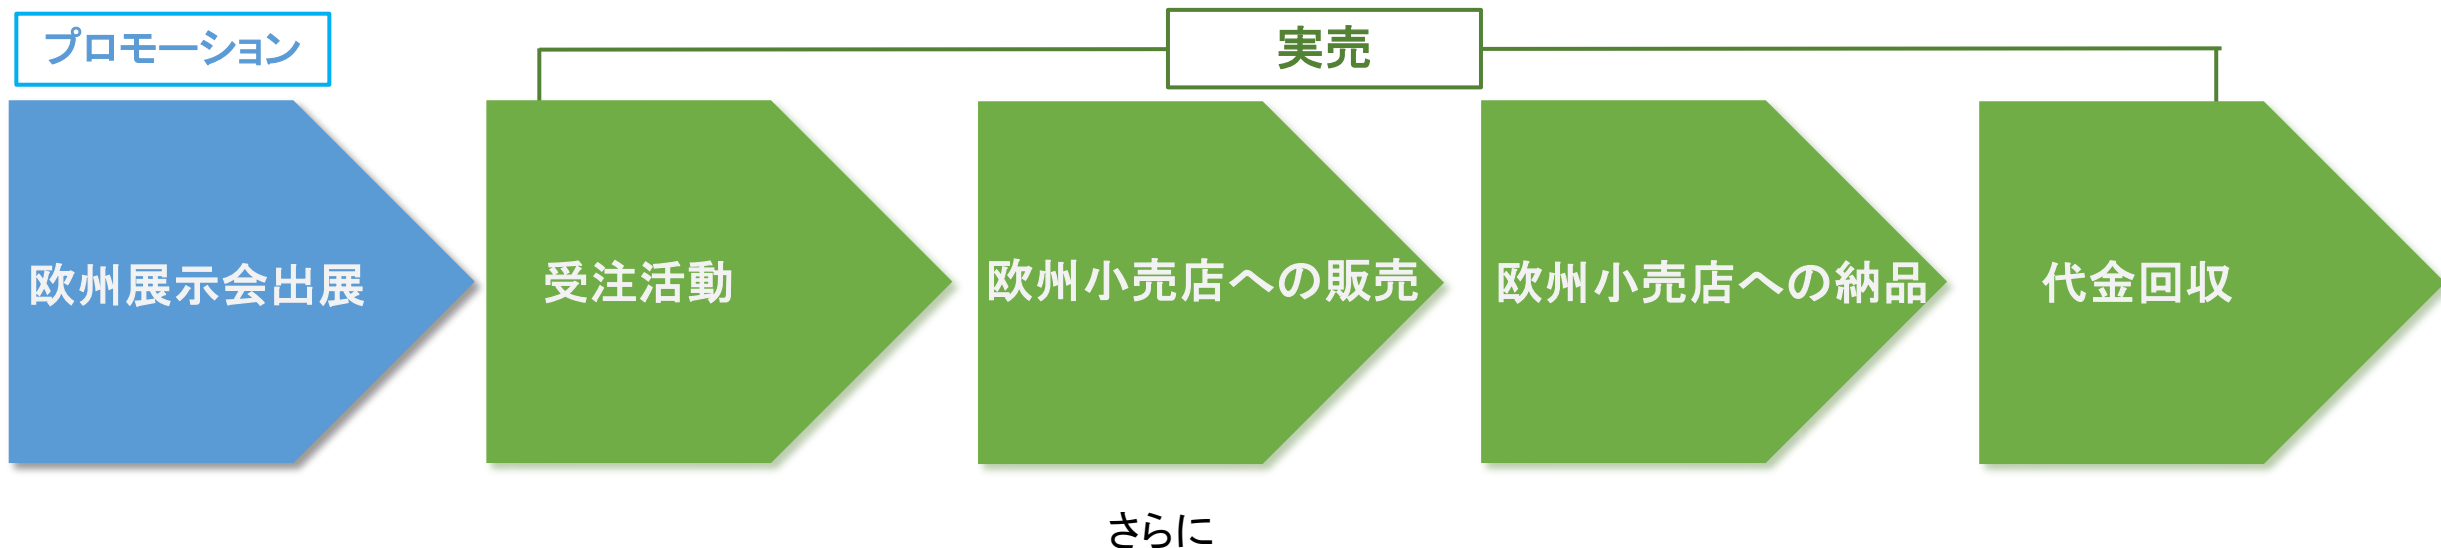 プロモーション
実売
欧州展示会出展
受注活動
欧州小売店への販売
欧州小売店への納品
代金回収
さらに